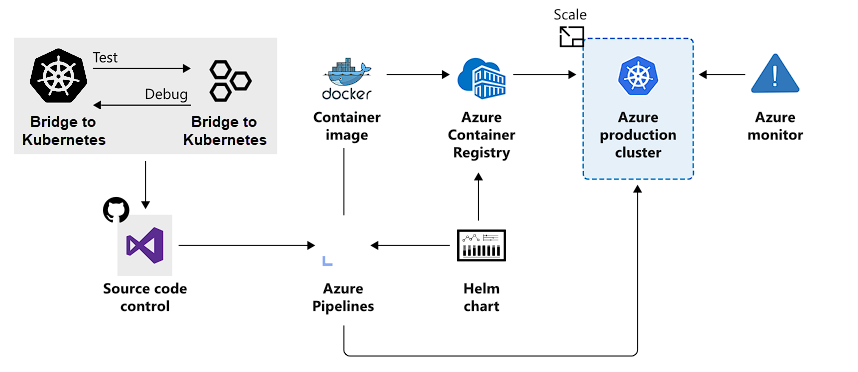 Scale
Test
Debug
Bridge to
Kubernetes
Bridge to
Kubernetes
docker
Container
image
Azure
Container
Registry
Azure
production
cluster
Azure
monitor
Source code
control
Azure
Pipelines
Helm
chart